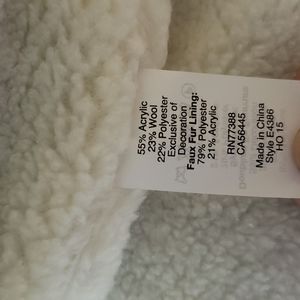 55% Acrylic
23% Wool
22% Polyester
Exclusive of
Decoration
Faux Fur Lining:
79% Polyester
21% Acrylic
RN77388
CA56445
Made in China
Style E4386
HO 15